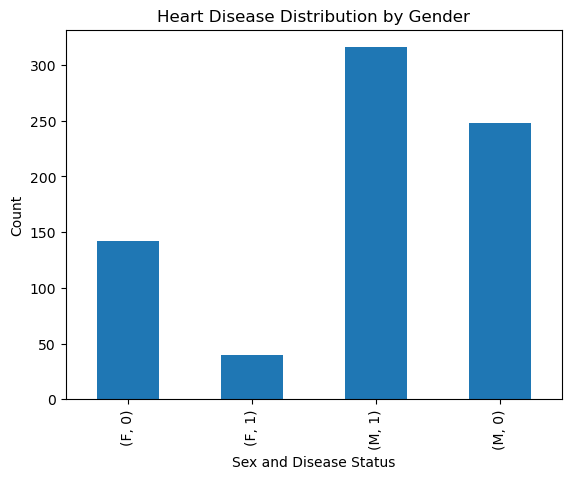 Heart Disease Distribution by Gender
Count
300
250
200
150
100
50
0
(F, 0)
(F, 1)
(M, 1)
(M, 0)
Sex and Disease Status